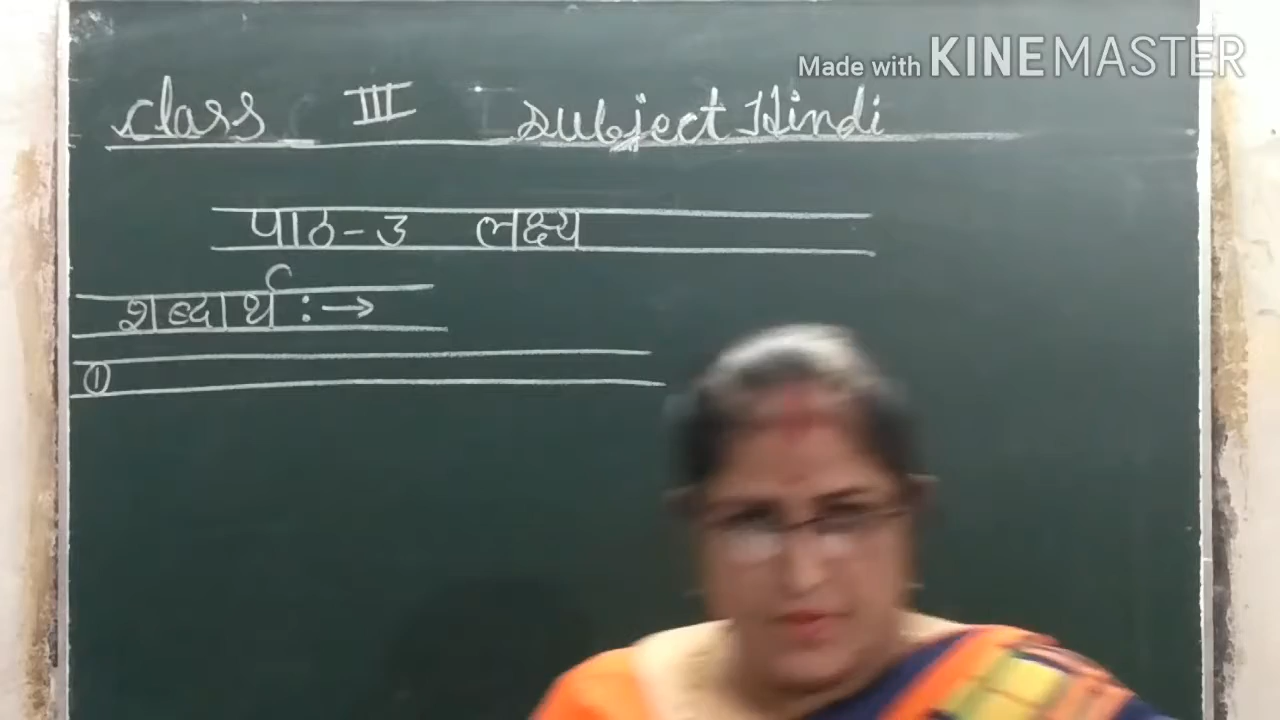 Made with KINEMASTER
Class III Subject Hindi
पाठ-3 लक्ष्य
शब्दार्थ :→
①